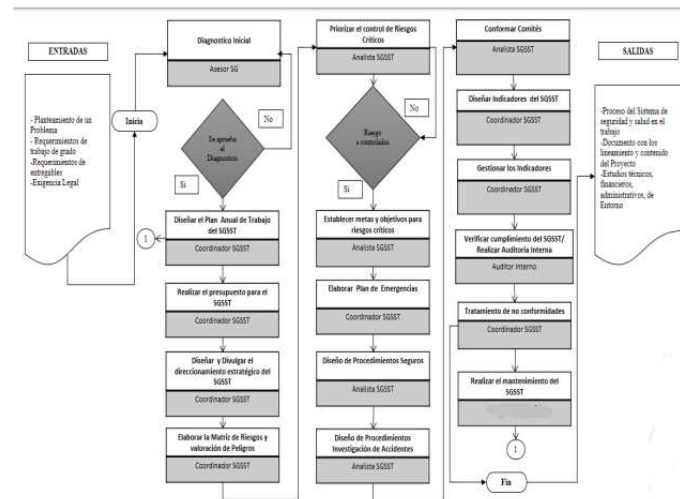 ENTRADAS
- Planteamiento de un
Problema
- Requerimientos de
trabajo de grado
-Requerimientos de
entregables
-Exigencia Legal
Inicio
Diagnostico Inicial
Asesor SG
No
Se aprueba
el
Diagnostico
Si
Diseñar el Plan Anual de Trabajo
del SGSST
Coordinador SGSST
1
Realizar el presupuesto para el
SGSST
Coordinador SGSST
Diseñar y Divulgar el
direccionamiento estratégico del
SGSST
Coordinador SGSST
Elaborar la Matriz de Riesgos y
valoración de Peligros
Coordinador SGSST
Priorizar el control de Riesgos
Críticos
Analista SGSST
No
Riesgo
s controlados
Si
Establecer metas y objetivos para
riesgos críticos
Analista SGSST
Elaborar Plan de Emergencias
Coordinador SGSST
Diseño de Procedimientos Seguros
Analista SGSST
Diseño de Procedimientos
Investigación de Accidentes
Analista SGSST
Conformar Comités
Analista SGSST
Diseñar Indicadores del SGSST
Coordinador SGSST
Gestionar los Indicadores
Coordinador SGSST
Verificar cumplimiento del SGSST/
Realizar Auditoria Interna
Auditor Interno
Tratamiento de no conformidades
Coordinador SGSST
Realizar el mantenimiento del
SGSST
1
Fin
SALIDAS
-Proceso del Sistema de
seguridad y salud en el
trabajo
-Documento con los
lineamiento y contenido
del Proyecto
-Estudios técnicos,
financieros,
administrativos, de
Entorno